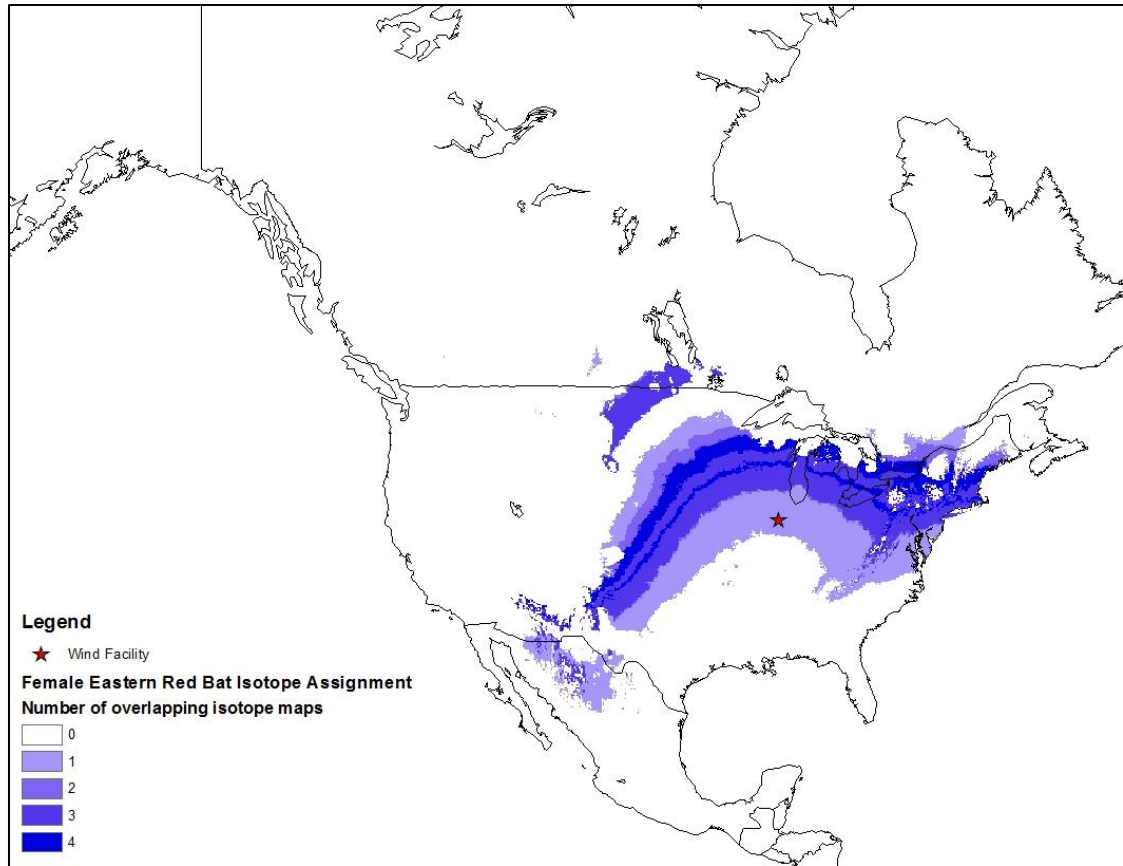 Legend
Wind Facility
Female Eastern Red Bat Isotope Assignment
Number of overlapping isotope maps
0
1
2
3
4